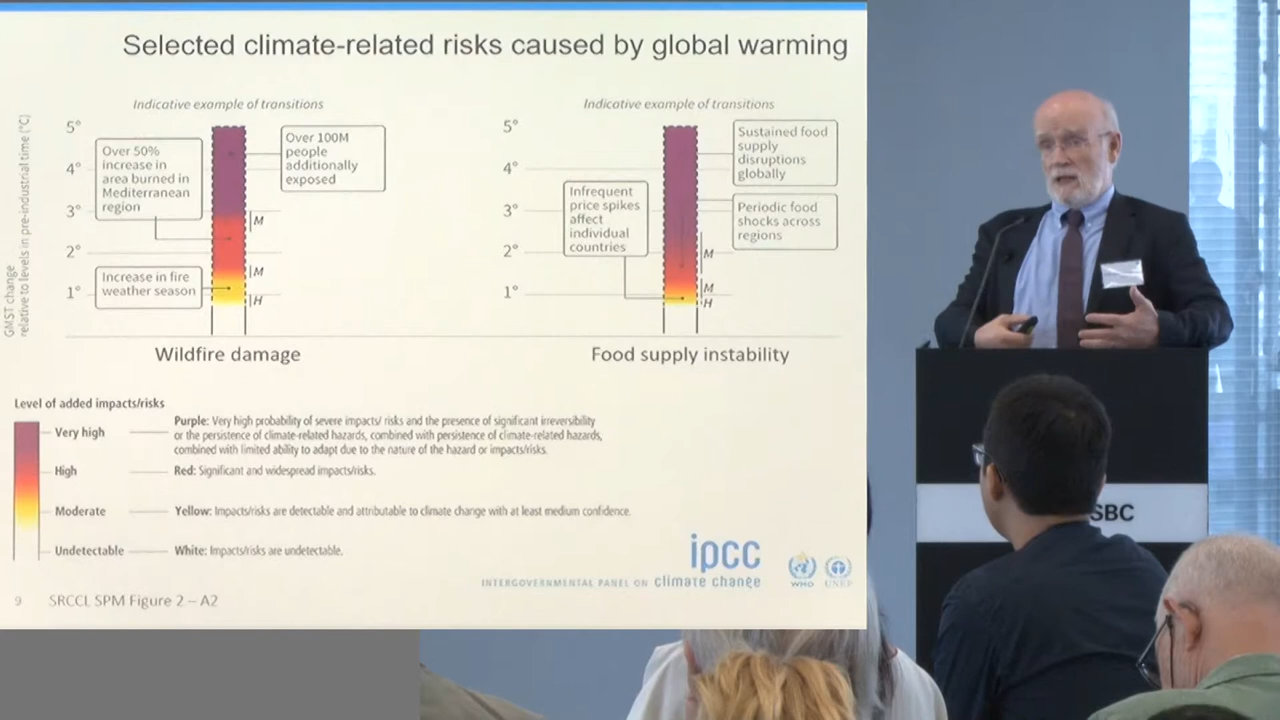 Selected climate-related risks caused by global warming
GMST change
relative to levels in pre-industrial time (°C)
Indicative example of transitions
5°
4°
3°
2°
1°
Over 50%
increase in
area burned in
Mediterranean
region
Over 100M
people
additionally
exposed
Increase in fire
weather season
M
M
H
Wildfire damage
Indicative example of transitions
5°
4°
3°
2°
1°
Sustained food
supply
disruptions
globally
Infrequent
price spikes
affect
individual
countries
Periodic food
shocks across
regions
M
M
H
Food supply instability
Level of added impacts/risks
Very high
Purple: Very high probability of severe impacts/ risks and the presence of significant irreversibility
or the persistence of climate-related hazards, combined with persistence of climate-related hazards,
combined with limited ability to adapt due to the nature of the hazard or impacts/risks.
High
Red: Significant and widespread impacts/risks.
Moderate
Yellow: Impacts/risks are detectable and attributable to climate change with at least medium confidence.
Undetectable
White: Impacts/risks are undetectable.
ipcc
INTERGOVERNMENTAL PANEL ON climate change
WMO
UNEP
9 SRCCL SPM Figure 2 – A2
SBC